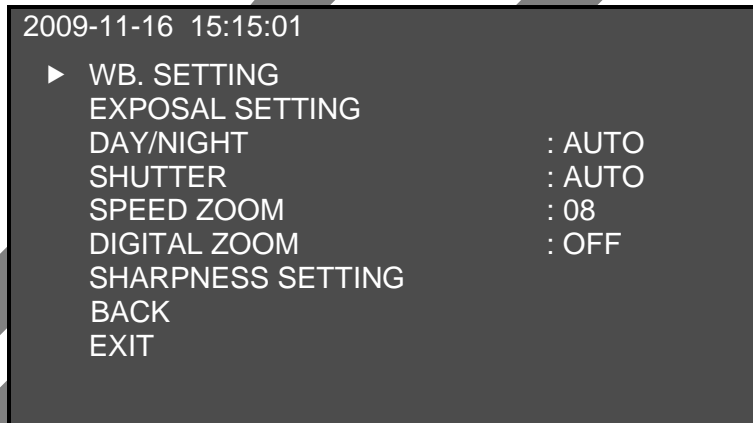 2009-11-16 15:15:01
▶ WB. SETTING
EXPOSAL SETTING
DAY/NIGHT : AUTO
SHUTTER : AUTO
SPEED ZOOM : 08
DIGITAL ZOOM : OFF
SHARPNESS SETTING
BACK
EXIT